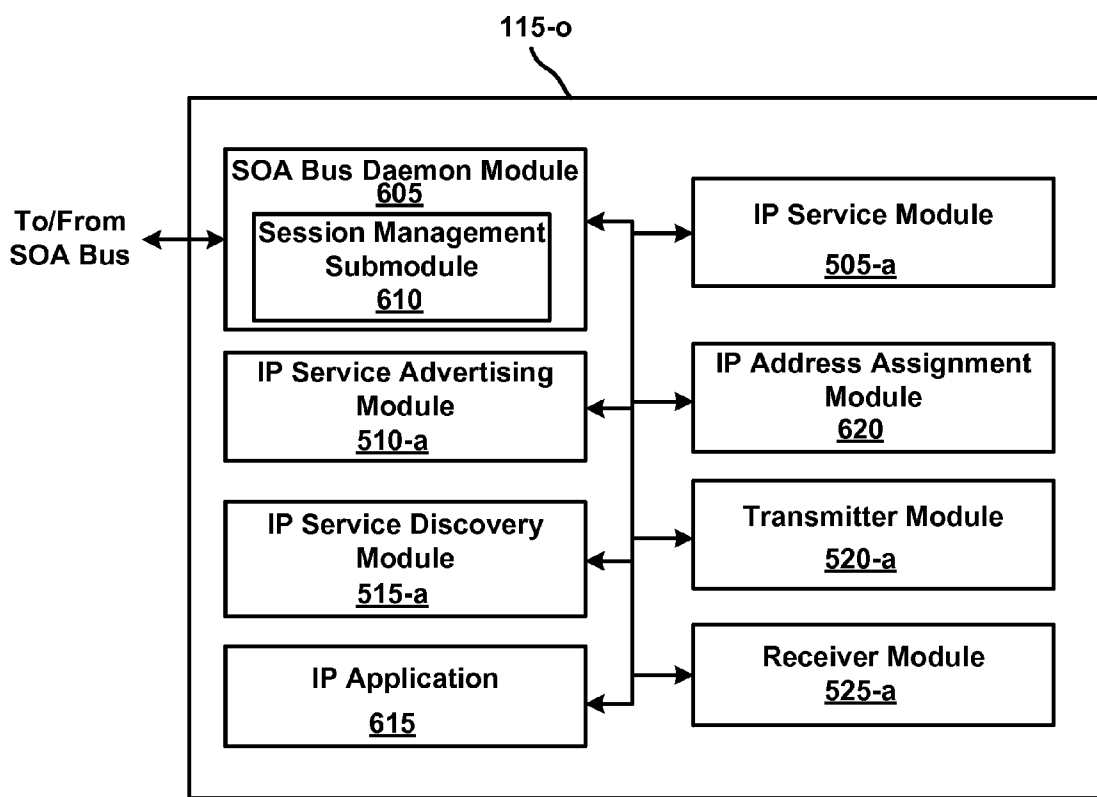 115-o
To/From
SOA Bus
SOA Bus Daemon Module
605
Session Management
Submodule
610
IP Service Advertising
Module
510-a
IP Service Discovery
Module
515-a
IP Application
615
IP Service Module
505-a
IP Address Assignment
Module
620
Transmitter Module
520-a
Receiver Module
525-a